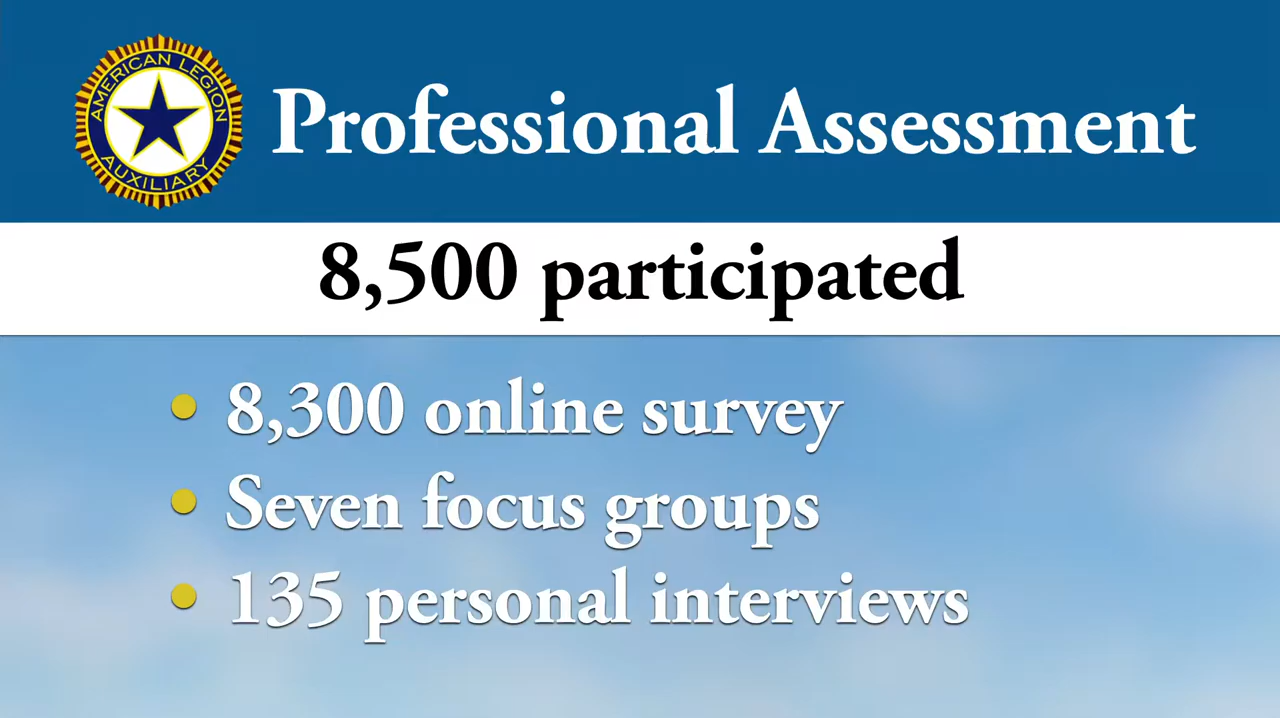 AMERICAN LEGION
AUXILIARY
Professional Assessment
8,500 participated
• 8,300 online survey
• Seven focus groups
• 135 personal interviews